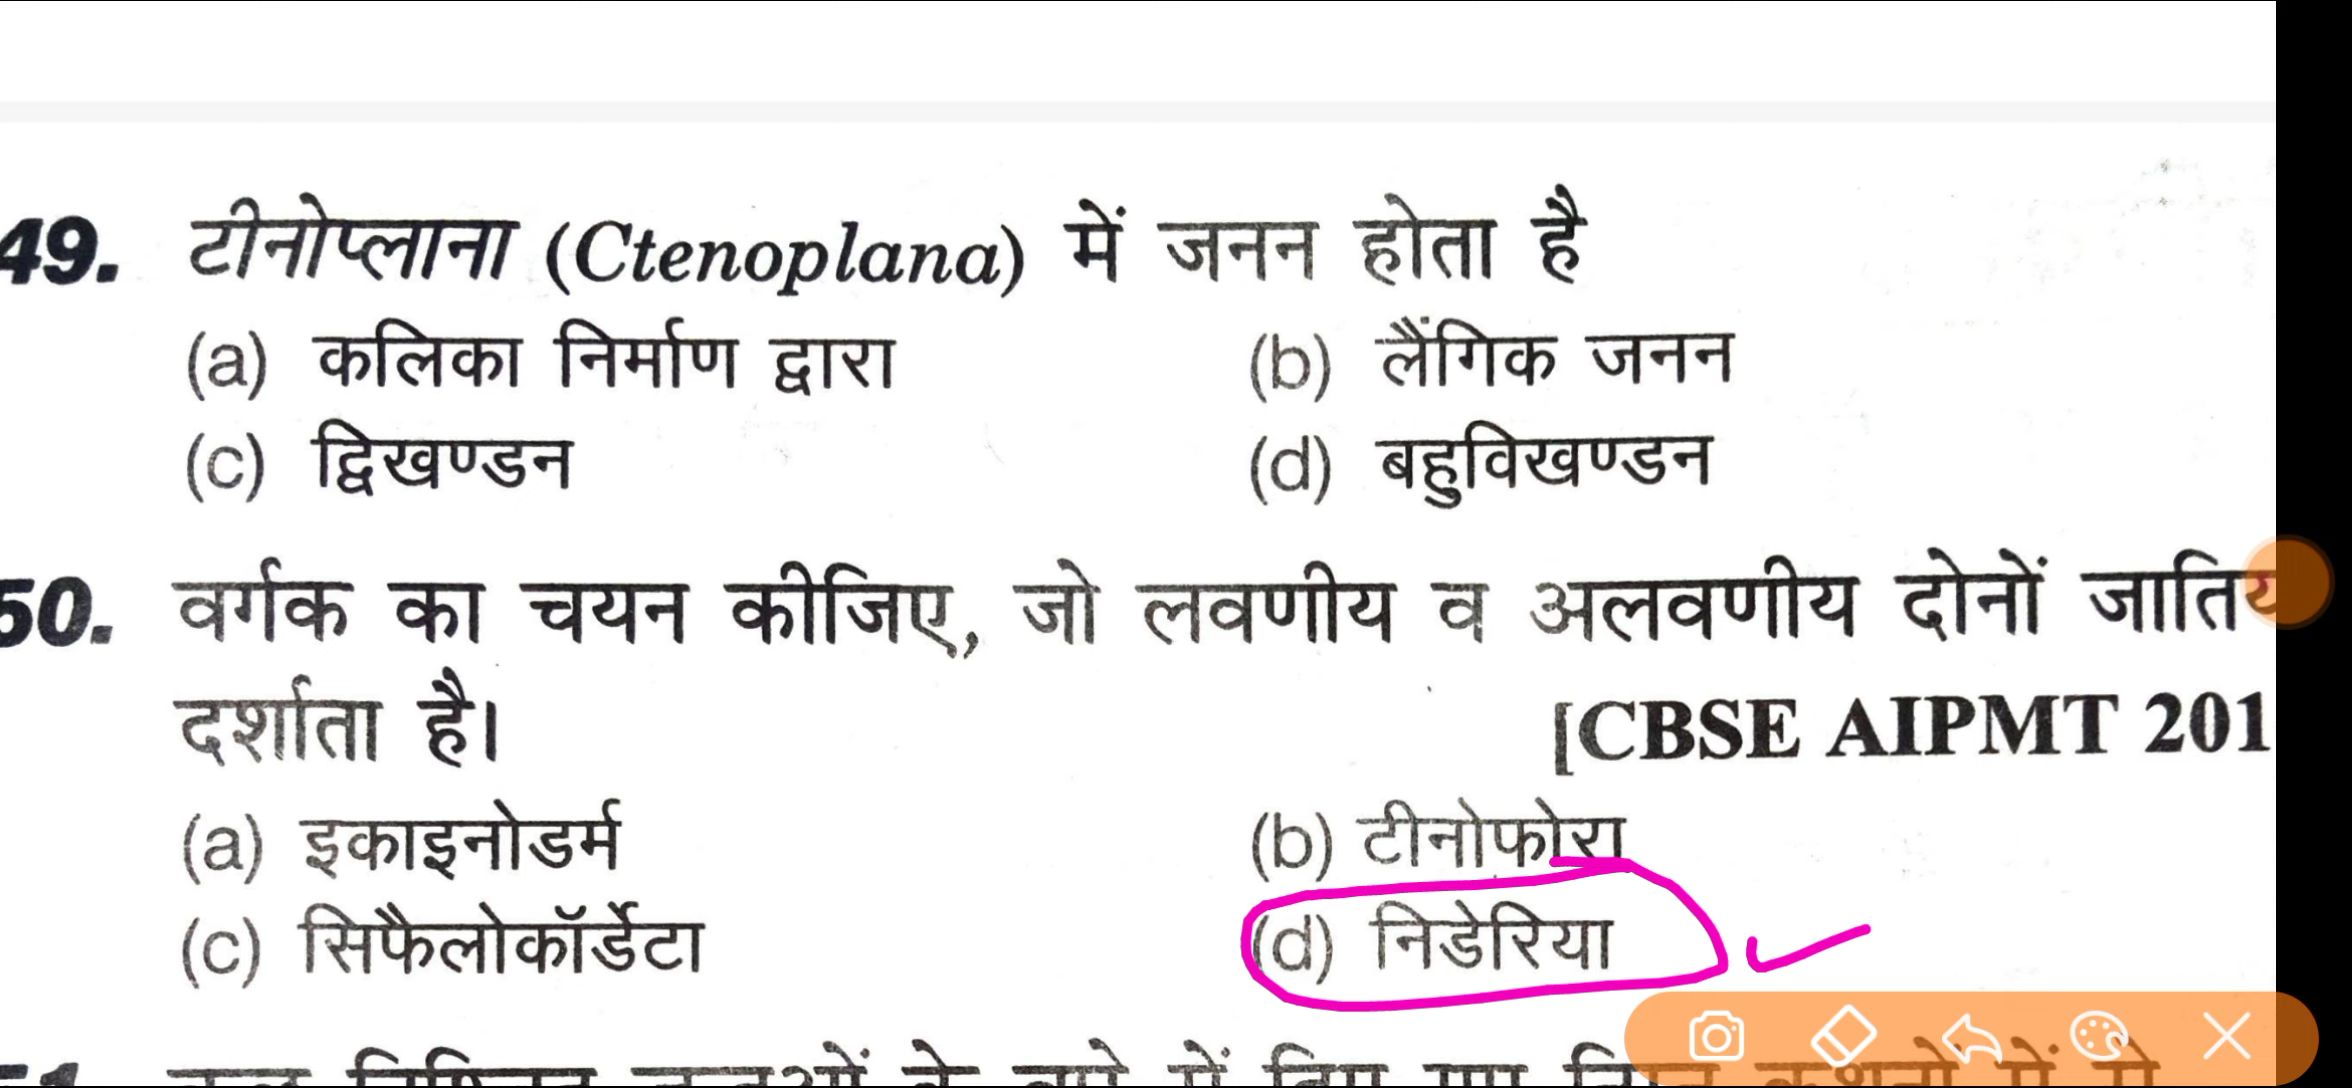 49. टीनोप्लाना (Ctenoplana) में जनन होता है
(a) कलिका निर्माण द्वारा (b) लैंगिक जनन
(c) द्विखण्डन (d) बहुविखण्डन
50. वर्गक का चयन कीजिए, जो लवणीय व अलवणीय दोनों
दर्शाता है। [CBSE AIPMT 201
(a) इकाइनोडर्म (b) टीनोफोरा
(c) सिफैलोकॉर्डेटा (d) निडेरिया